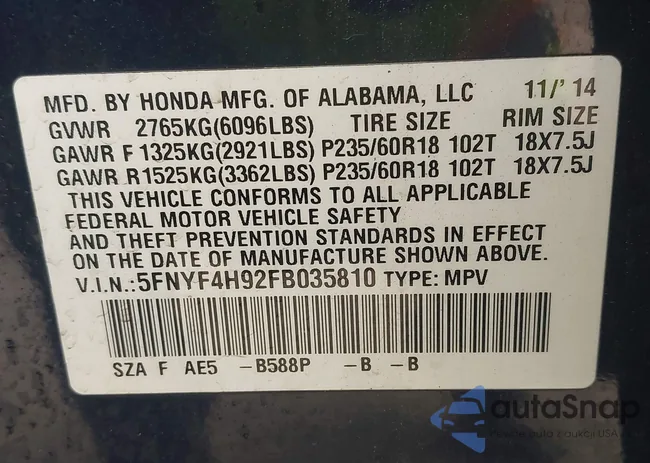 MFD. BY HONDA MFG. OF ALABAMA, LLC 11/' 14
GVWR 2765KG(6096LBS) TIRE SIZE RIM SIZE
GAWR F 1325KG(2921LBS) P235/60R18 102T 18X7.5J
GAWR R1525KG(3362LBS) P235/60R18 102T 18X7.5J
THIS VEHICLE CONFORMS TO ALL APPLICABLE
FEDERAL MOTOR VEHICLE SAFETY
AND THEFT PREVENTION STANDARDS IN EFFECT
ON THE DATE OF MANUFACTURE SHOWN ABOVE.
V.I.N.:5FNYF4H92FB035810 TYPE: MPV
SZA F AE5 -B588P -B -B
autaSnap